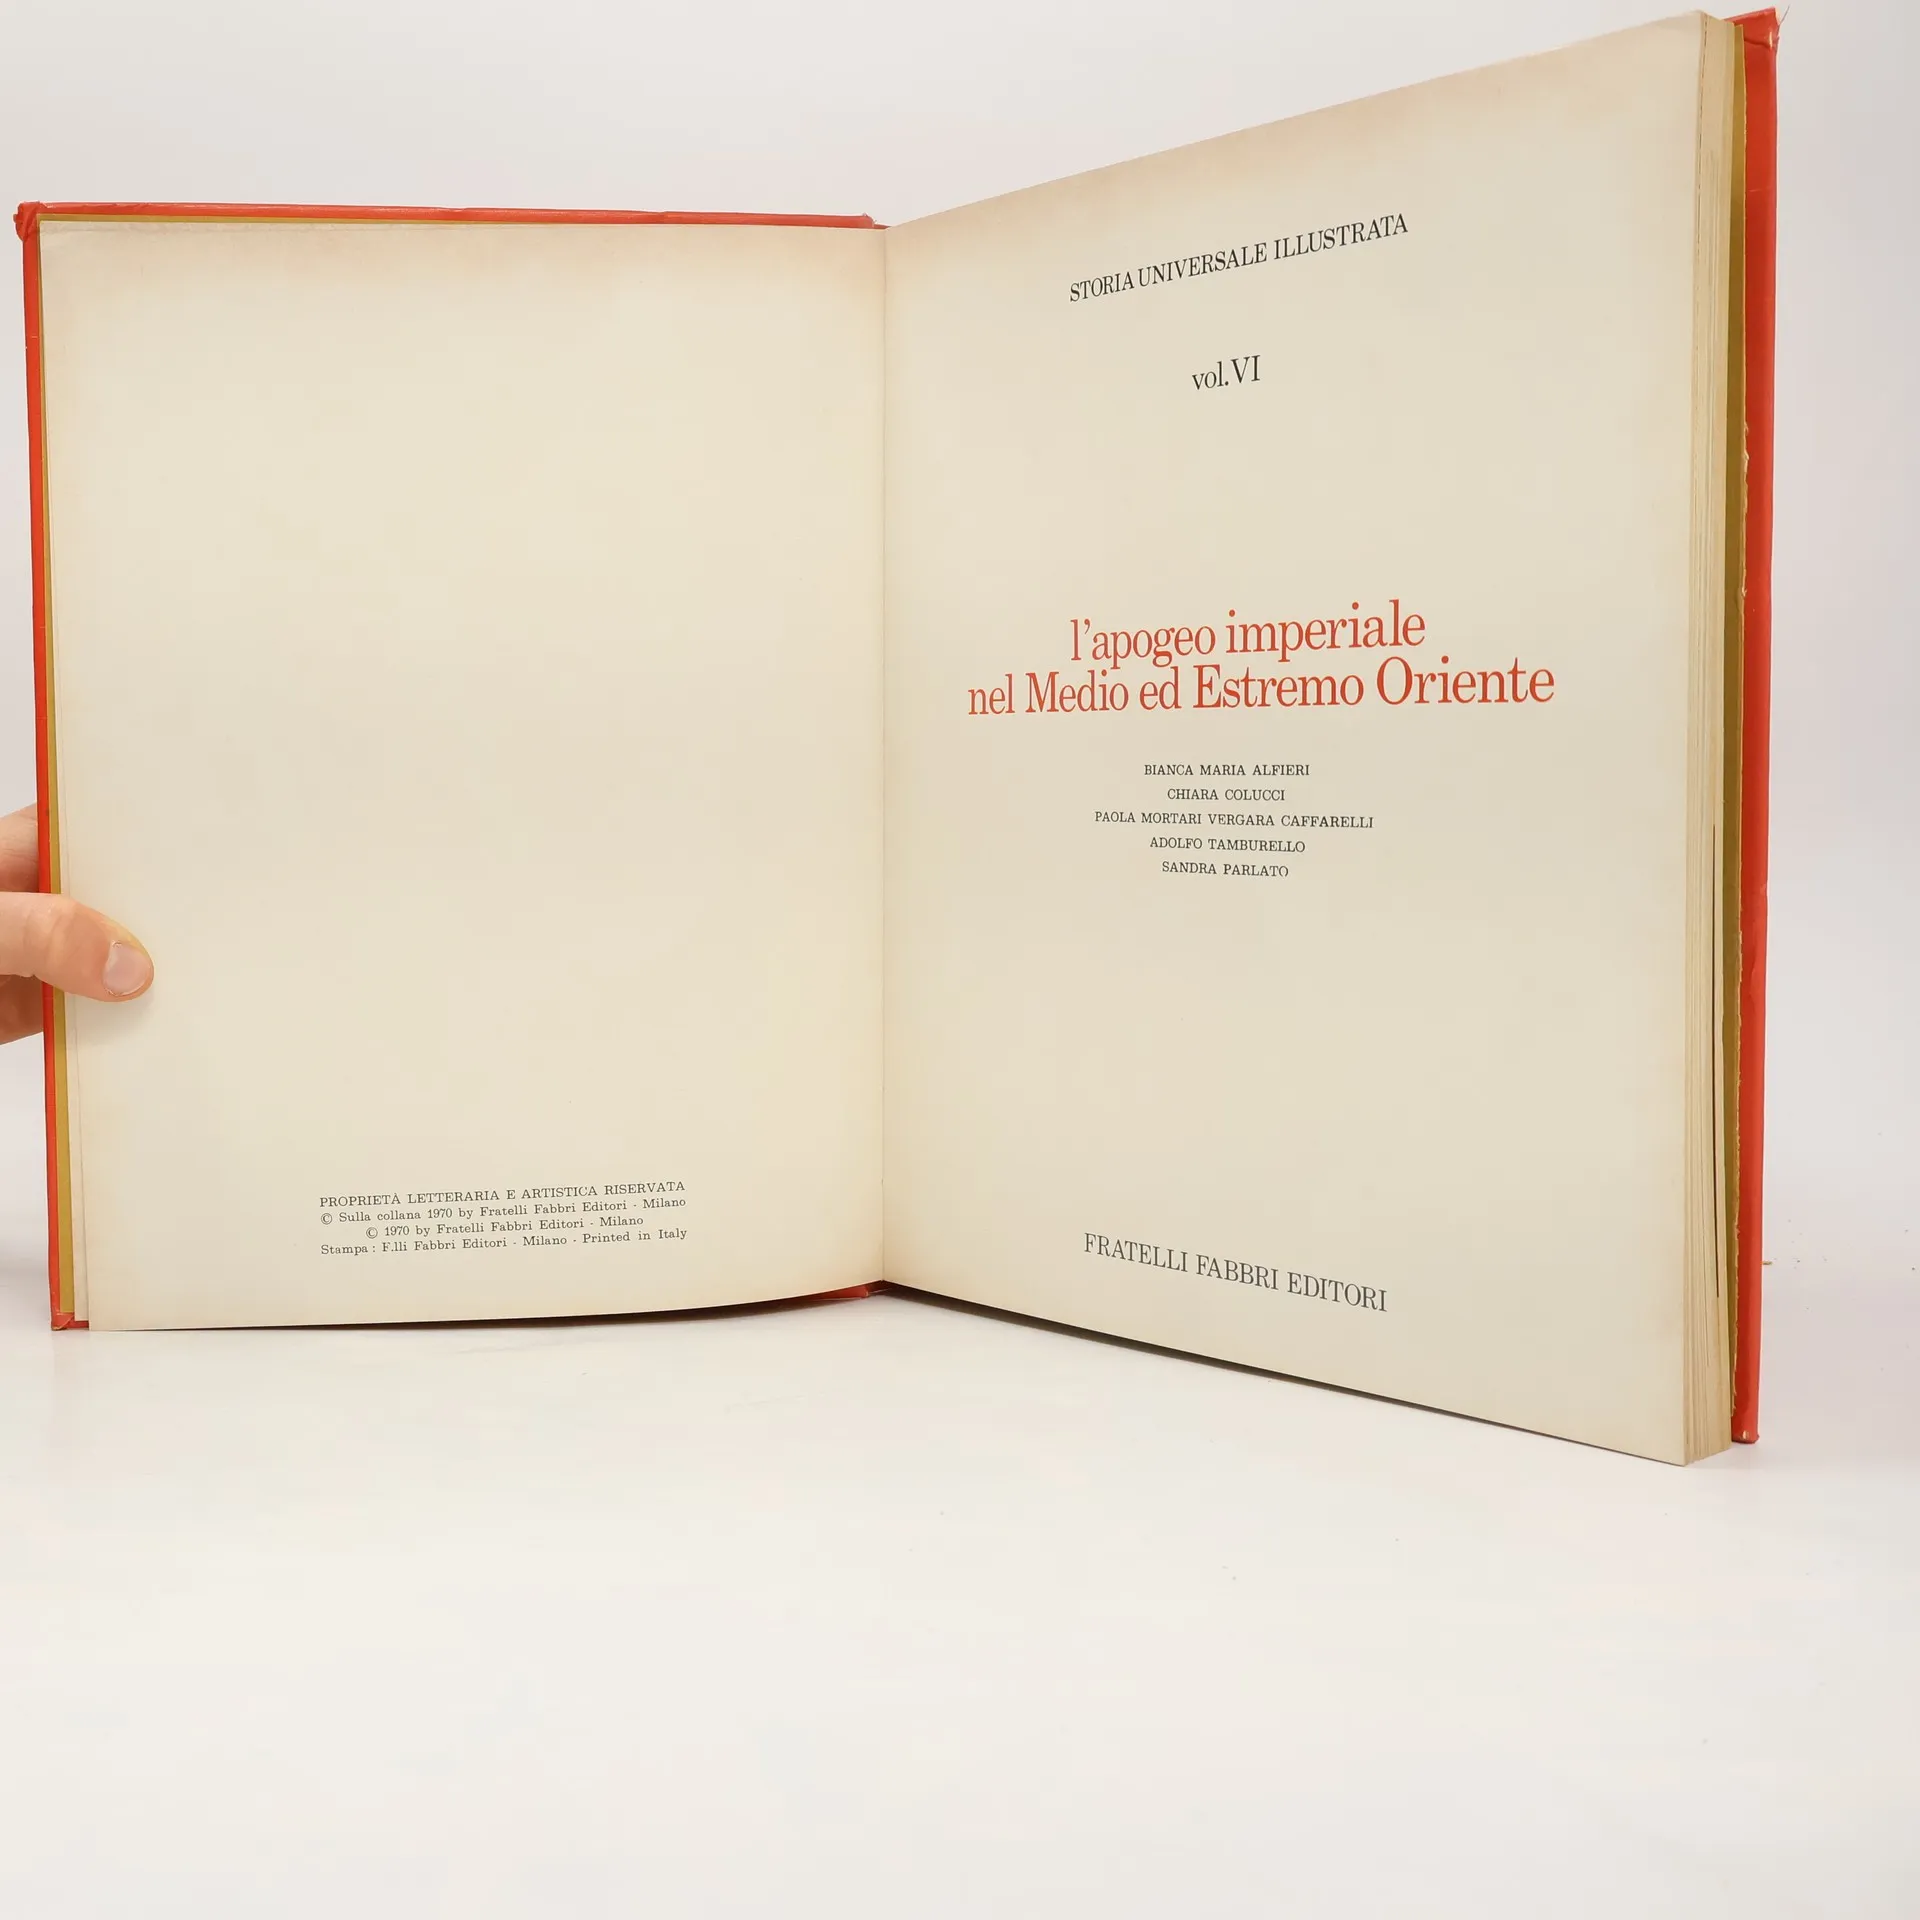 PROPRIETÀ LETTERARIA E ARTISTICA RISERVATA
© Sulla collana 1970 by Fratelli Fabbri Editori - Milano
© 1970 by Fratelli Fabbri Editori - Milano
Stampa : F.lli Fabbri Editori - Milano - Printed in Italy
STORIA UNIVERSALE ILLUSTRATA
vol. VI
l'apogeo imperiale
nel Medio ed Estremo Oriente
BIANCA MARIA ALFIERI
CHIARA COLUCCI
PAOLA MORTARI VERGARA CAFFARELLI
ADOLFO TAMBURELLO
SANDRA PARLATO
FRATELLI FABBRI EDITORI